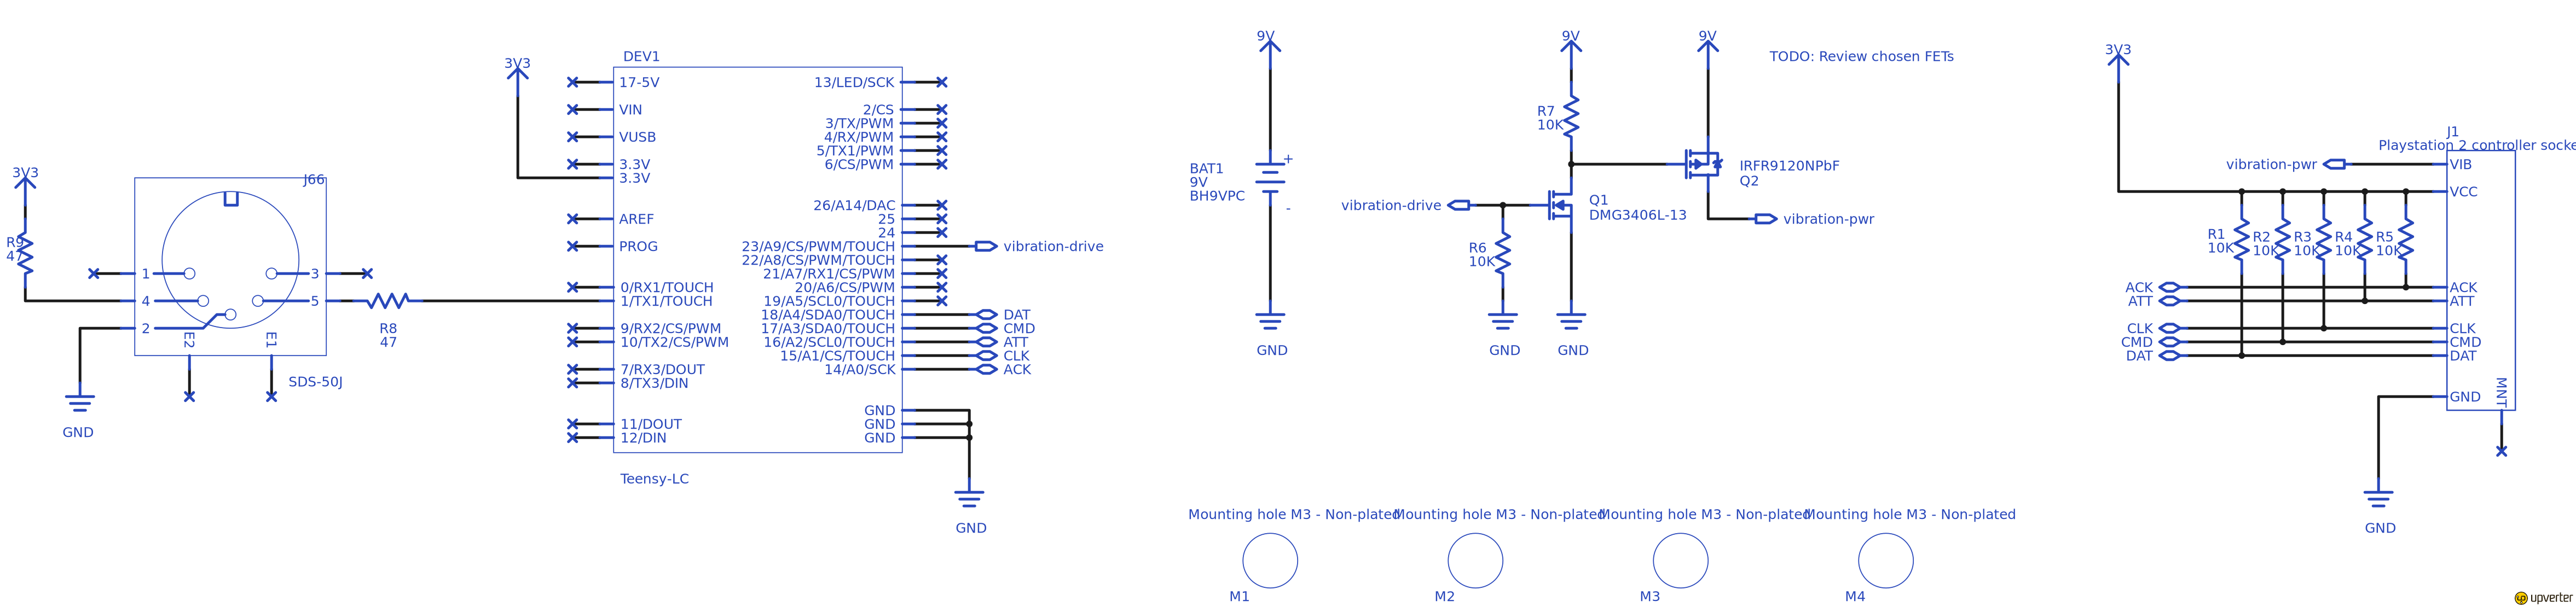 3V3
R9
47
J66
1
4
2
3
5
E2
E1
SDS-50J
GND
R8
47
3V3
DEV1
17-5V
VIN
VUSB
3.3V
3.3V
AREF
PROG
0/RX1/TOUCH
1/TX1/TOUCH
9/RX2/CS/PWM
10/TX2/CS/PWM
7/RX3/DOUT
8/TX3/DIN
11/DOUT
12/DIN
13/LED/SCK
2/CS
3/TX/PWM
4/RX/PWM
5/TX1/PWM
6/CS/PWM
26/A14/DAC
25
24
23/A9/CS/PWM/TOUCH
22/A8/CS/PWM/TOUCH
21/A7/RX1/CS/PWM
20/A6/CS/PWM
19/A5/SCL0/TOUCH
18/A4/SDA0/TOUCH
17/A3/SDA0/TOUCH
16/A2/SCL0/TOUCH
15/A1/CS/TOUCH
14/A0/SCK
GND
GND
GND
Teensy-LC
vibration-drive
DAT
CMD
ATT
CLK
ACK
GND
9V
BAT1
9V
BH9VPC
+
-
GND
9V
R7
10K
vibration-drive
R6
10K
GND
Q1
DMG3406L-13
GND
9V
IRFR9120NPbF
Q2
vibration-pwr
TODO: Review chosen FETs
3V3
J1
Playstation 2 controller socke
vibration-pwr
VIB
VCC
R1
10K
R2
10K
R3
10K
R4
10K
R5
10K
ACK
ATT
CLK
CMD
DAT
ACK
ATT
CLK
CMD
DAT
GND
MNT
GND
Mounting hole M3 - Non-plated
M1
Mounting hole M3 - Non-plated
M2
Mounting hole M3 - Non-plated
M3
Mounting hole M3 - Non-plated
M4
upverter